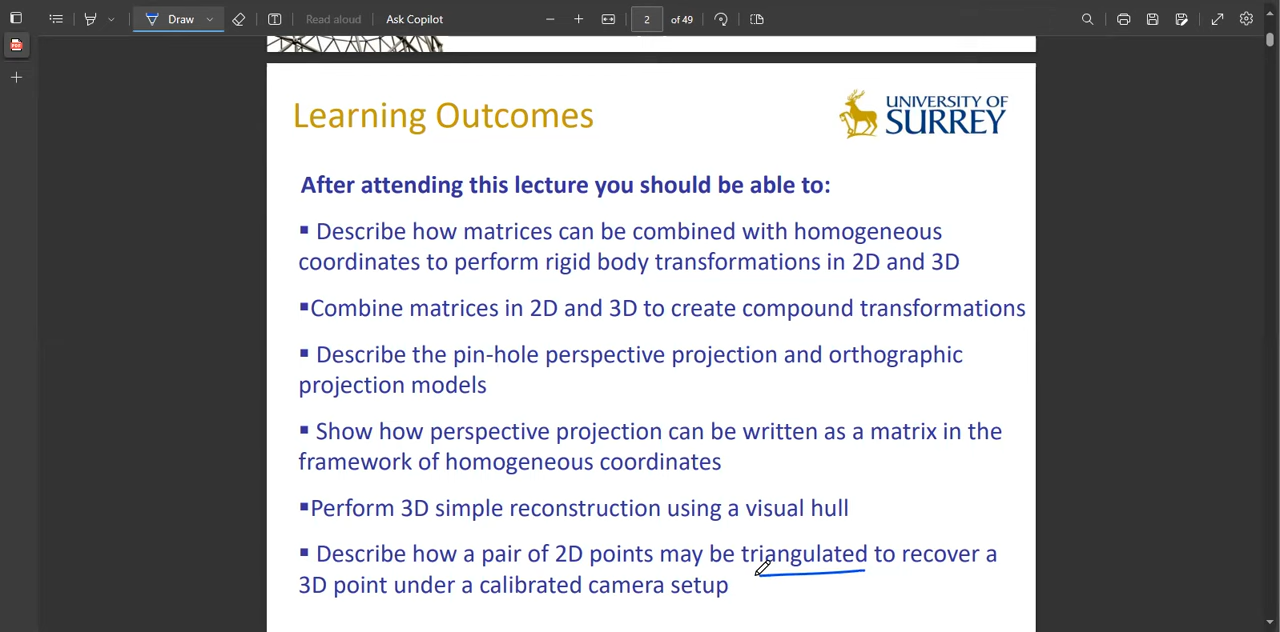 Draw
Read aloud
Ask Copilot
2
of 49
Learning Outcomes
UNIVERSITY OF
SURREY
After attending this lecture you should be able to:
▪ Describe how matrices can be combined with homogeneous
coordinates to perform rigid body transformations in 2D and 3D
▪Combine matrices in 2D and 3D to create compound transformations
▪ Describe the pin-hole perspective projection and orthographic
projection models
▪ Show how perspective projection can be written as a matrix in the
framework of homogeneous coordinates
▪Perform 3D simple reconstruction using a visual hull
▪ Describe how a pair of 2D points may be triangulated to recover a
3D point under a calibrated camera setup